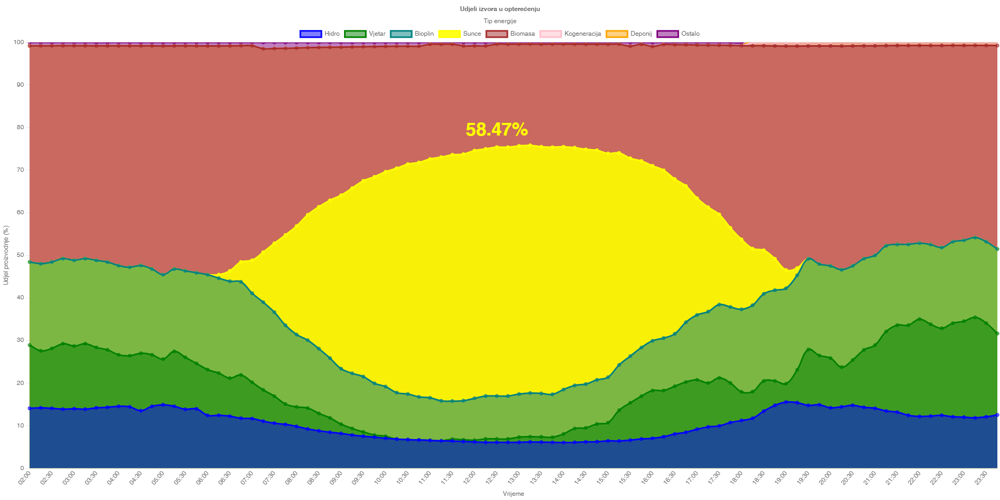 Udjeli izvora u opterećenju
Tip energije
Hidro Vjetar Bioplin Sunce Biomasa Kogeneracija Deponij Ostalo
100
90
80
70
60
50
40
30
20
10
0
Udjel proizvodnje (%)
58.47%
02:00 02:30 03:00 03:30 04:00 04:30 05:00 05:30 06:00 06:30 07:00 07:30 08:00 08:30 09:00 09:30 10:00 10:30 11:00 11:30 12:00 12:30 13:00 13:30 14:00 14:30 15:00 15:30 16:00 16:30 17:00 17:30 18:00 18:30 19:00 19:30 20:00 20:30 21:00 21:30 22:00 22:30 23:00 23:30
Vrijeme